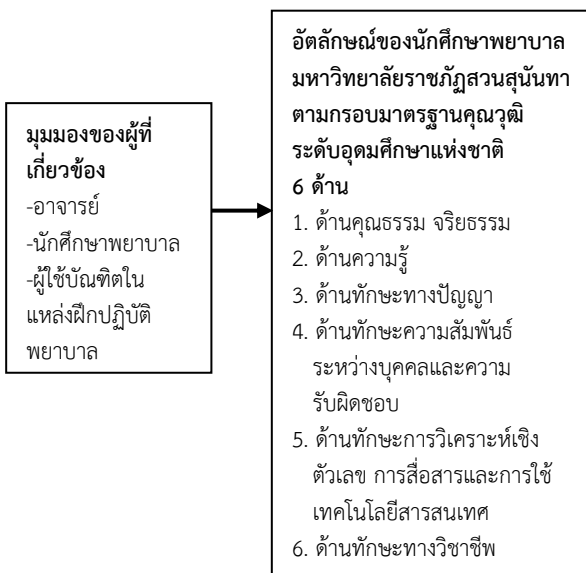 มุมมองของผู้ที่
เกี่ยวข้อง
-อาจารย์
-นักศึกษาพยาบาล
-ผู้ใช้บัณฑิตใน
แหล่งฝึกปฏิบัติ
พยาบาล
อัตลักษณ์ของนักศึกษาพยาบาล
มหาวิทยาลัยราชภัฏสวนสุนันทา
ตามกรอบมาตรฐานคุณวุฒิ
ระดับอุดมศึกษาแห่งชาติ
6 ด้าน
1. ด้านคุณธรรม จริยธรรม
2. ด้านความรู้
3. ด้านทักษะทางปัญญา
4. ด้านทักษะความสัมพันธ์
ระหว่างบุคคลและความ
รับผิดชอบ
5. ด้านทักษะการวิเคราะห์เชิง
ตัวเลข การสื่อสารและการใช้
เทคโนโลยีสารสนเทศ
6. ด้านทักษะทางวิชาชีพ